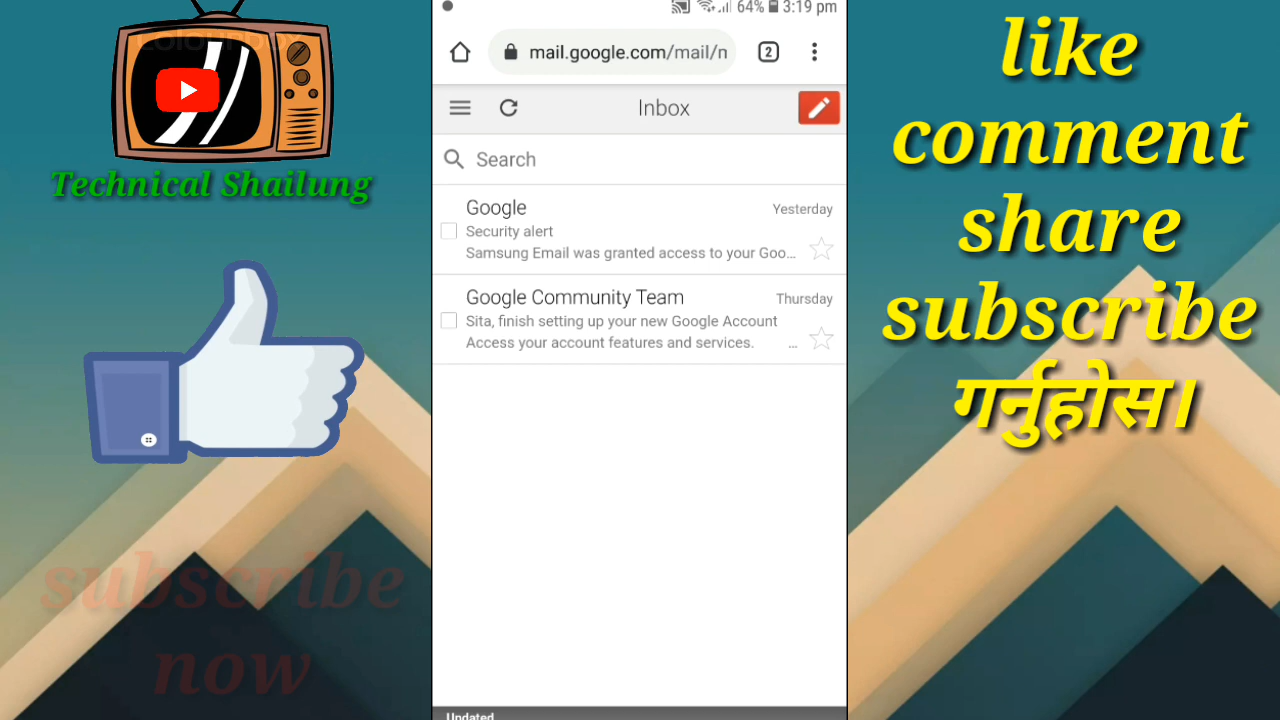 colourbox
Technical Shailung
subscribe
now
64% 3:19 pm
mail.google.com/mail/n
2
Inbox
Search
Google
Yesterday
Security alert
Samsung Email was granted access to your Goo...
Google Community Team
Thursday
Sita, finish setting up your new Google Account
Access your account features and services. ...
Updated
like
comment
share
subscribe
गर्नुहोस।